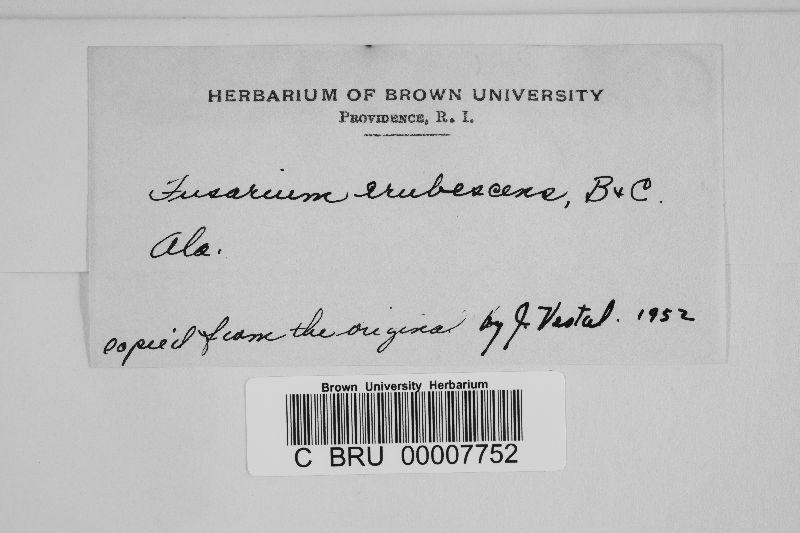 HERBARIUM OF BROWN UNIVERSITY
PROVIDENCE, R. I.
Fusarium erubescens, B & C.
Ala.
copied from the original by J. Vestal. 1952
Brown University Herbarium
C BRU 00007752